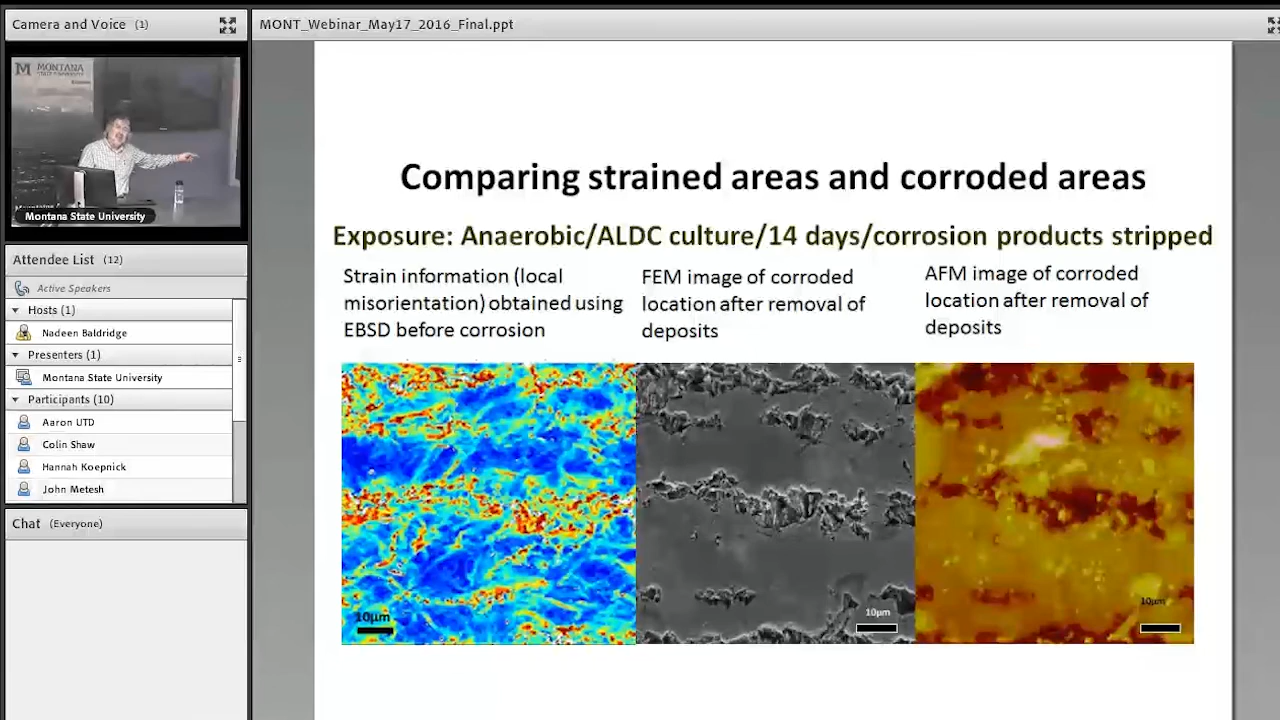 Camera and Voice (1)
MONTANA
STATE UNIVERSITY
Montana State University
Attendee List (12)
Active Speakers
Hosts (1)
Nadeen Baldridge
Presenters (1)
Montana State University
Participants (10)
Aaron UTD
Colin Shaw
Hannah Koepnick
John Metesh
Chat (Everyone)
MONT_Webinar_May17_2016_Final.ppt
Comparing strained areas and corroded areas
Exposure: Anaerobic/ALDC culture/14 days/corrosion products stripped
Strain information (local
misorientation) obtained using
EBSD before corrosion
FEM image of corroded
location after removal of
deposits
AFM image of corroded
location after removal of
deposits
10µm
10µm
10µm